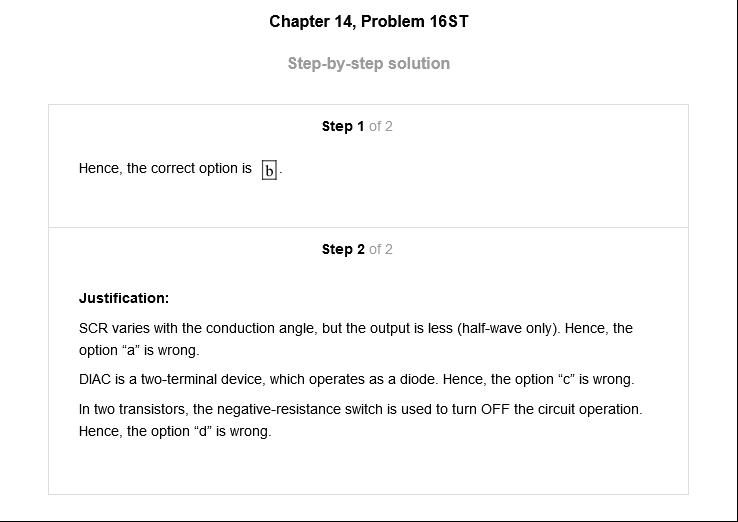 Chapter 14, Problem 16ST
Step-by-step solution
Step 1 of 2
Hence, the correct option is b.
Step 2 of 2
Justification:
SCR varies with the conduction angle, but the output is less (half-wave only). Hence, the
option “a” is wrong.
DIAC is a two-terminal device, which operates as a diode. Hence, the option “c” is wrong.
In two transistors, the negative-resistance switch is used to turn OFF the circuit operation.
Hence, the option “d” is wrong.